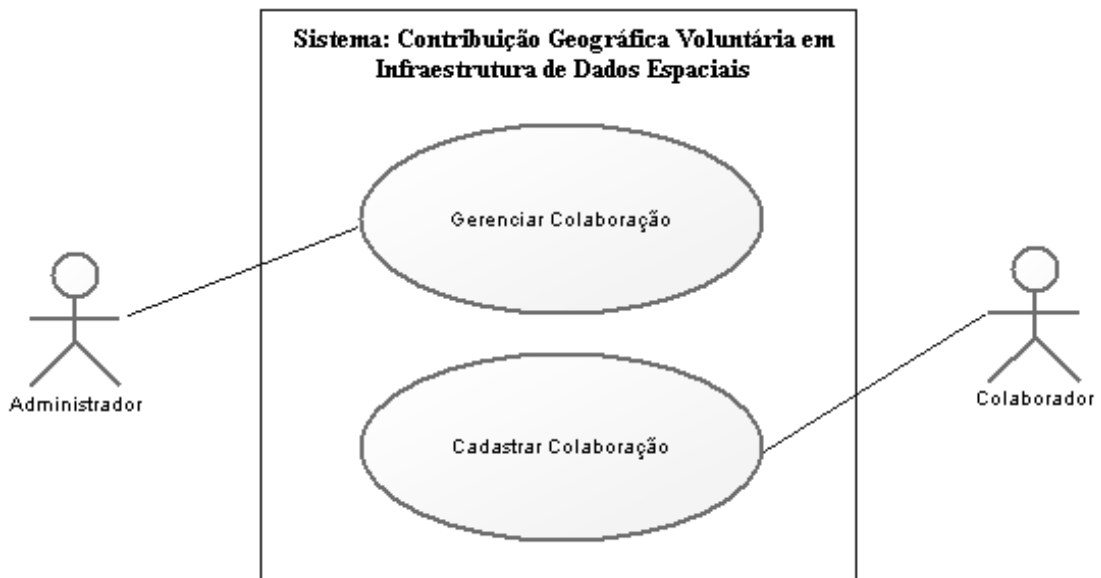 Sistema: Contribuição Geográfica Voluntária em
Infraestrutura de Dados Espaciais
Gerenciar Colaboração
Administrador
Colaborador
Cadastrar Colaboração